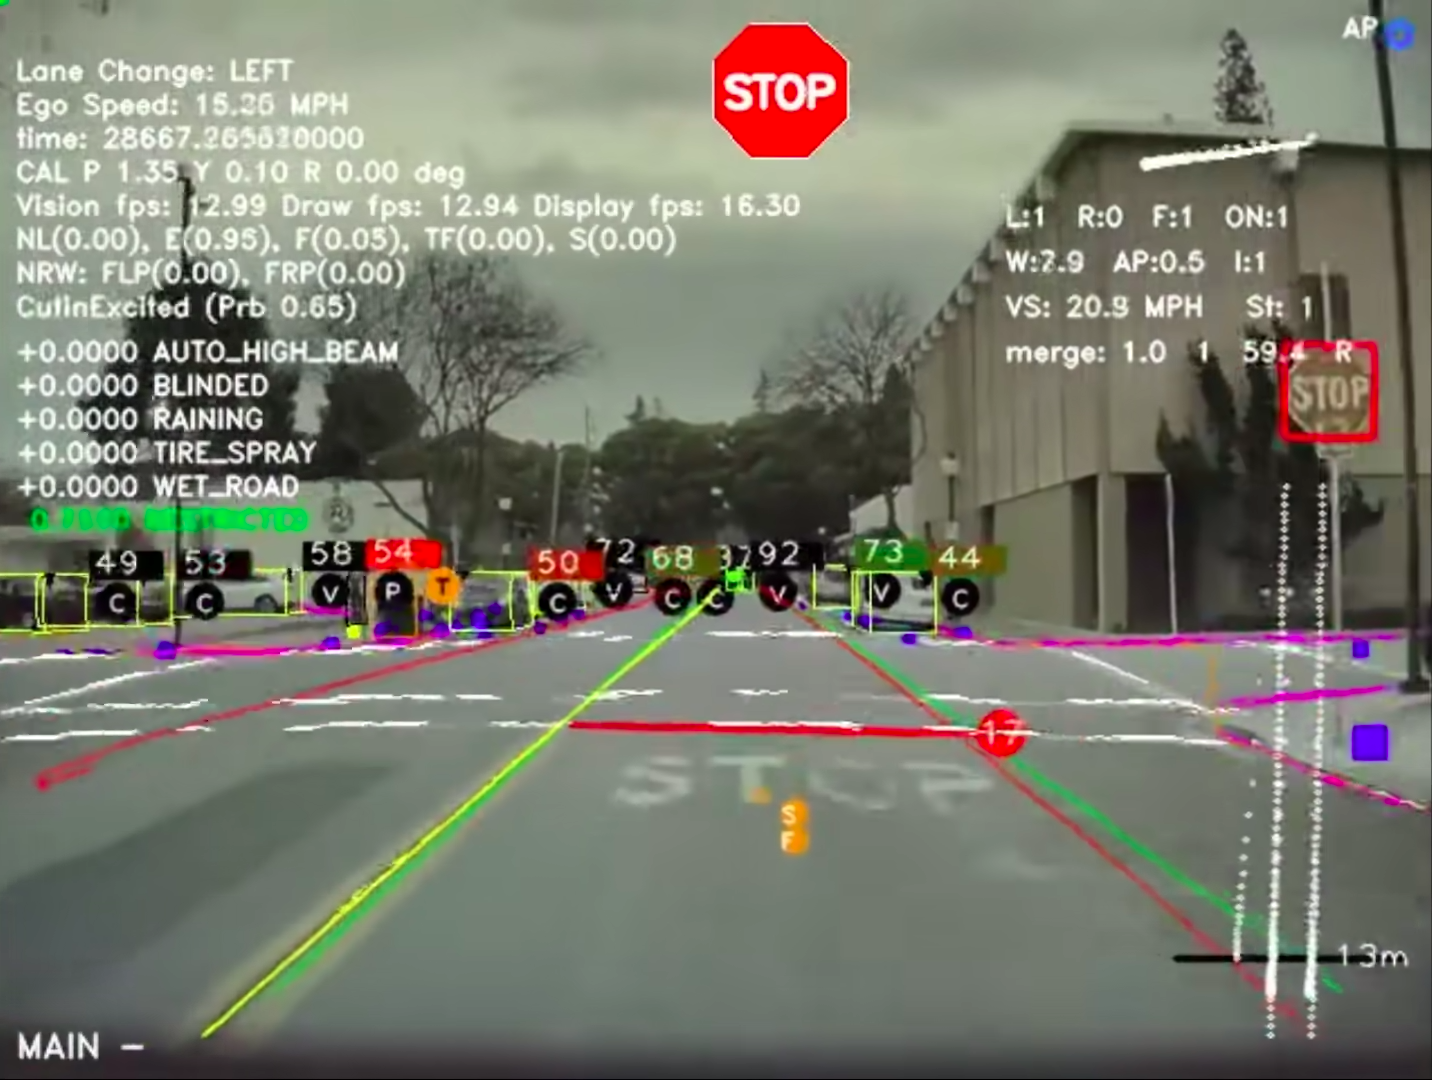 STOP
AP
Lane Change: LEFT
Ego Speed: 15.26 MPH
time: 28667.265620000
CAL P 1.35 Y 0.10 R 0.00 deg
Vision fps: 12.99 Draw fps: 12.94 Display fps: 16.30
NL(0.00), E(0.95), F(0.05), TF(0.00), S(0.00)
NRW: FLP(0.00), FRP(0.00)
CutinExcited (Prb 0.65)
+0.0000 AUTO_HIGH_BEAM
+0.0000 BLINDED
+0.0000 RAINING
+0.0000 TIRE_SPRAY
+0.0000 WET_ROAD
RESTRICTED
L:1 R:0 F:1 ON:1
W:2.9 AP:0.5 I:1
VS: 20.9 MPH St: 1
merge: 1.0 1 59.4 R
STOP
49 53 58 54 50 72 68 92 73 44
C C V P T C V C C V V C
17
STOP
S
F
13m
MAIN -